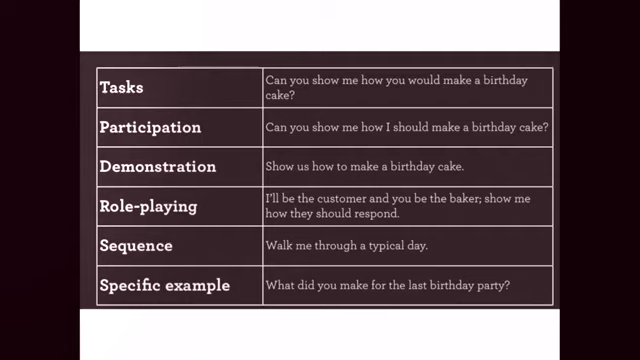 Tasks
Can you show me how you would make a birthday
cake?
Participation
Can you show me how I should make a birthday cake?
Demonstration
Show us how to make a birthday cake.
Role-playing
I'll be the customer and you be the baker; show me
how they should respond.
Sequence
Walk me through a typical day.
Specific example
What did you make for the last birthday party?